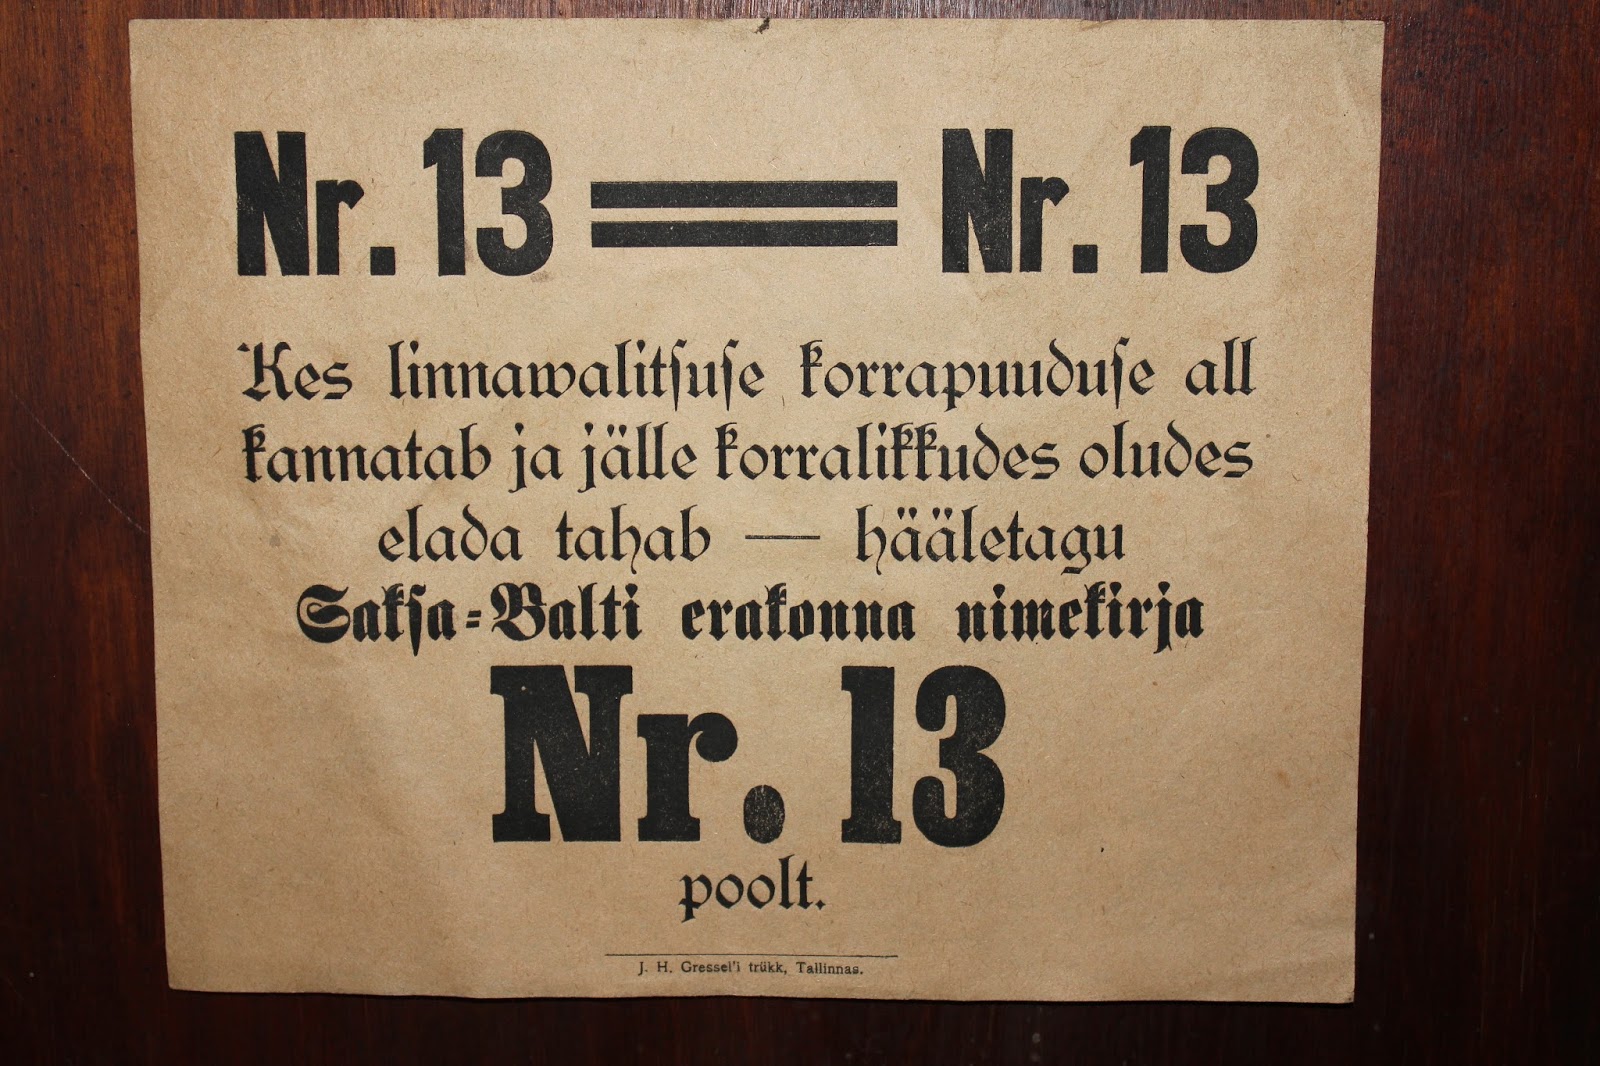 Nr. 13 = Nr. 13
Kes linnawalitsuse korrapuuduse all
kannatab ja jälle korralikkudes oludes
elada tahab — hääletagu
Saksa-Balti erakonna nimekirja
Nr. 13
poolt.
J. H. Gressel'i trükk, Tallinnas.